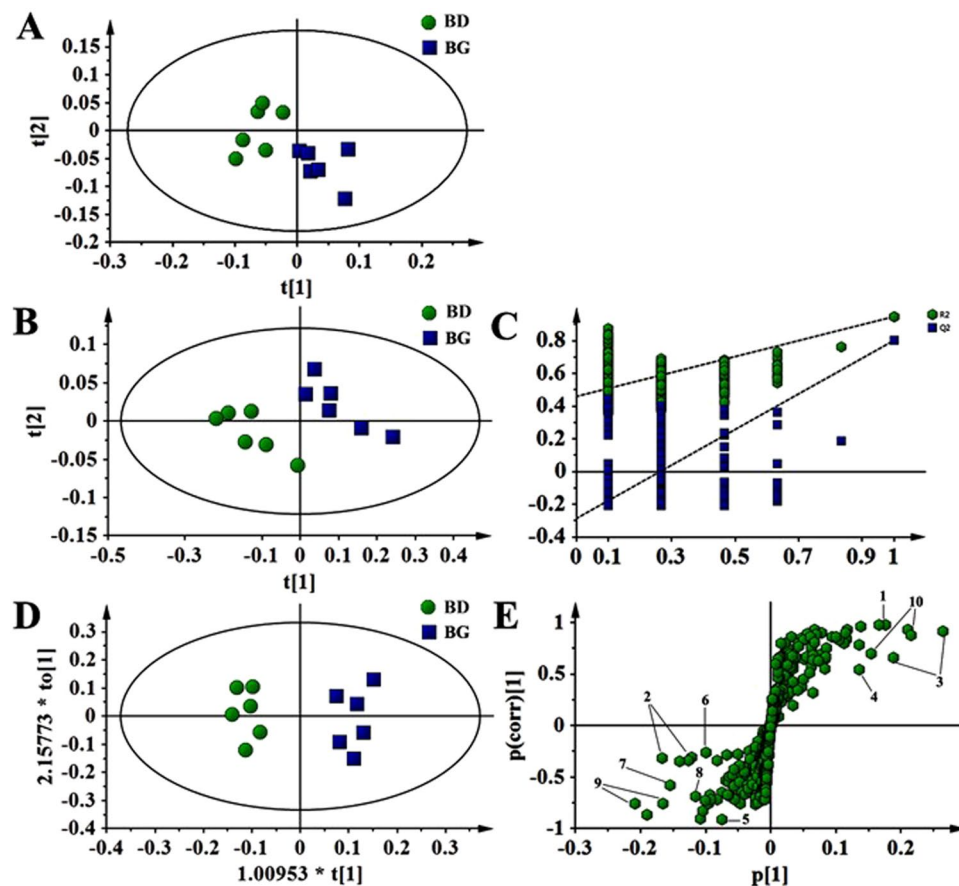 A
BD
BG
0.15
0.1
0.05
0
-0.05
-0.1
-0.15
-0.2
t[2]
-0.3 -0.2 -0.1 0 0.1 0.2
t[1]
B
BD
BG
0.1
0.05
0
-0.05
0.1
-0.15
t[2]
-0.5 -0.3 -0.1 0 0.1 0.2 0.3 0.4
t[1]
C
R2
Q2
0.8
0.6
0.4
0.2
0
-0.2
-0.4
0 0.1 0.3 0.5 0.7 0.9 1
D
BD
BG
0.3
0.2
0.1
0
-0.1
-0.2
-0.3
-0.4
2.15773 * to[1]
-0.4 -0.3 -0.2 -0.1 0 0.1 0.2 0.3
1.00953 * t[1]
E
1
0.5
0
-0.5
-1
p(corr)[1]
1
10
3
4
2
6
7
8
9
5
-0.3 -0.2 -0.1 0 0.1 0.2
p[1]